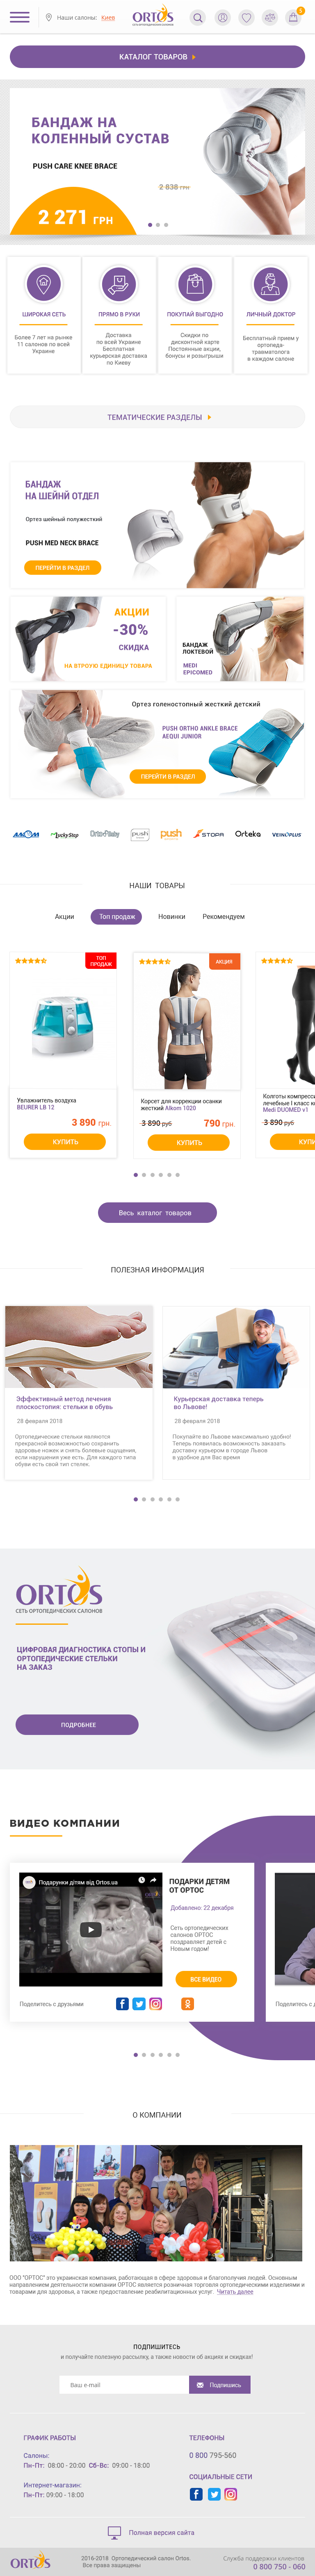 Наши салоны: Киев
ORTOS
СЕТЬ ОРТОПЕДИЧЕСКИХ САЛОНОВ
КАТАЛОГ ТОВАРОВ
БАНДАЖ НА
КОЛЕННЫЙ СУСТАВ
PUSH CARE KNEE BRACE
2 838 ГРН
2 271 ГРН
ШИРОКАЯ СЕТЬ
Более 7 лет на рынке
11 салонов по всей
Украине
ПРЯМО В РУКИ
Доставка
по всей Украине
Бесплатная
курьерская доставка
по Киеву
ПОКУПАЙ ВЫГОДНО
Скидки по
дисконтной карте
Постоянные акции,
бонусы и розыгрыши
ЛИЧНЫЙ ДОКТОР
Бесплатный прием у
ортопеда-
травматолога
в каждом салоне
ТЕМАТИЧЕСКИЕ РАЗДЕЛЫ
БАНДАЖ
НА ШЕЙНЙ ОТДЕЛ
Ортез шейный полужесткий
PUSH MED NECK BRACE
ПЕРЕЙТИ В РАЗДЕЛ
АКЦИИ
-30%
СКИДКА
НА ВТРОУЮ ЕДИНИЦУ ТОВАРА
БАНДАЖ
ЛОКТЕВОЙ
MEDI
EPICOMED
Ортез голеностопный жесткий детский
PUSH ORTHO ANKLE BRACE
AEQUI JUNIOR
ПЕРЕЙТИ В РАЗДЕЛ
LuckyStep
push
push
STOPA
Orteka
VENOPLUS
НАШИ ТОВАРЫ
Акции
Топ продаж
Новинки
Рекомендуем
ТОП
ПРОДАЖ
Увлажнитель воздуха
BEURER LB 12
3 890 грн.
КУПИТЬ
АКЦИЯ
Корсет для коррекции осанки
жесткий Alkom 1020
3 890 руб
790 грн.
КУПИТЬ
Колготы компресси
лечебные I класс к
Medi DUOMED v1
3 890 руб
КУПИ
Весь каталог товаров
ПОЛЕЗНАЯ ИНФОРМАЦИЯ
Эффективный метод лечения
плоскостопия: стельки в обувь
28 февраля 2018
Ортопедические стельки являются
прекрасной возможностью сохранить
здоровье ножек и снять болевые ощущения,
если нарушения уже есть. Для каждого типа
обуви есть свой тип стелек.
Курьерская доставка теперь
во Львове!
28 февраля 2018
Покупайте во Львове максимально удобно!
Теперь появилась возможность заказать
доставку курьером в городе Львов
в удобное для Вас время
ORTOS
СЕТЬ ОРТОПЕДИЧЕСКИХ САЛОНОВ
ЦИФРОВАЯ ДИАГНОСТИКА СТОПЫ И
ОРТОПЕДИЧЕСКИЕ СТЕЛЬКИ
НА ЗАКАЗ
ПОДРОБНЕЕ
ВИДЕО КОМПАНИИ
Подарунки дітям від Ortos.ua
Поделитесь с друзьями
ПОДАРКИ ДЕТЯМ
ОТ ОРТОС
Добавлено: 22 декабря
Сеть ортопедических
салонов ОРТОС
поздравляет детей с
Новым годом!
ВСЕ ВИДЕО
Поделитесь с д
О КОМПАНИИ
ООО "ОРТОС" это украинская компания, работающая в сфере здоровья и благополучия людей. Основным
направлением деятельности компании ОРТОС является розничная торговля ортопедическими изделиями и
товарами для здоровья, а также предоставление реабилитационных услуг. Читать далее
ПОДПИШИТЕСЬ
и получайте полезную рассылку, а также новости об акциях и скидках!
Ваш e-mail
Подпишись
ГРАФИК РАБОТЫ
Салоны:
Пн-Пт: 08:00 - 20:00 Сб-Вс: 09:00 - 18:00
Интернет-магазин:
Пн-Пт: 09:00 - 18:00
ТЕЛЕФОНЫ
0 800 795-560
СОЦИАЛЬНЫЕ СЕТИ
Полная версия сайта
ORTOS
2016-2018 Ортопедический салон Ortos.
Все права защищены
Служба поддержки клиентов
0 800 750 - 060